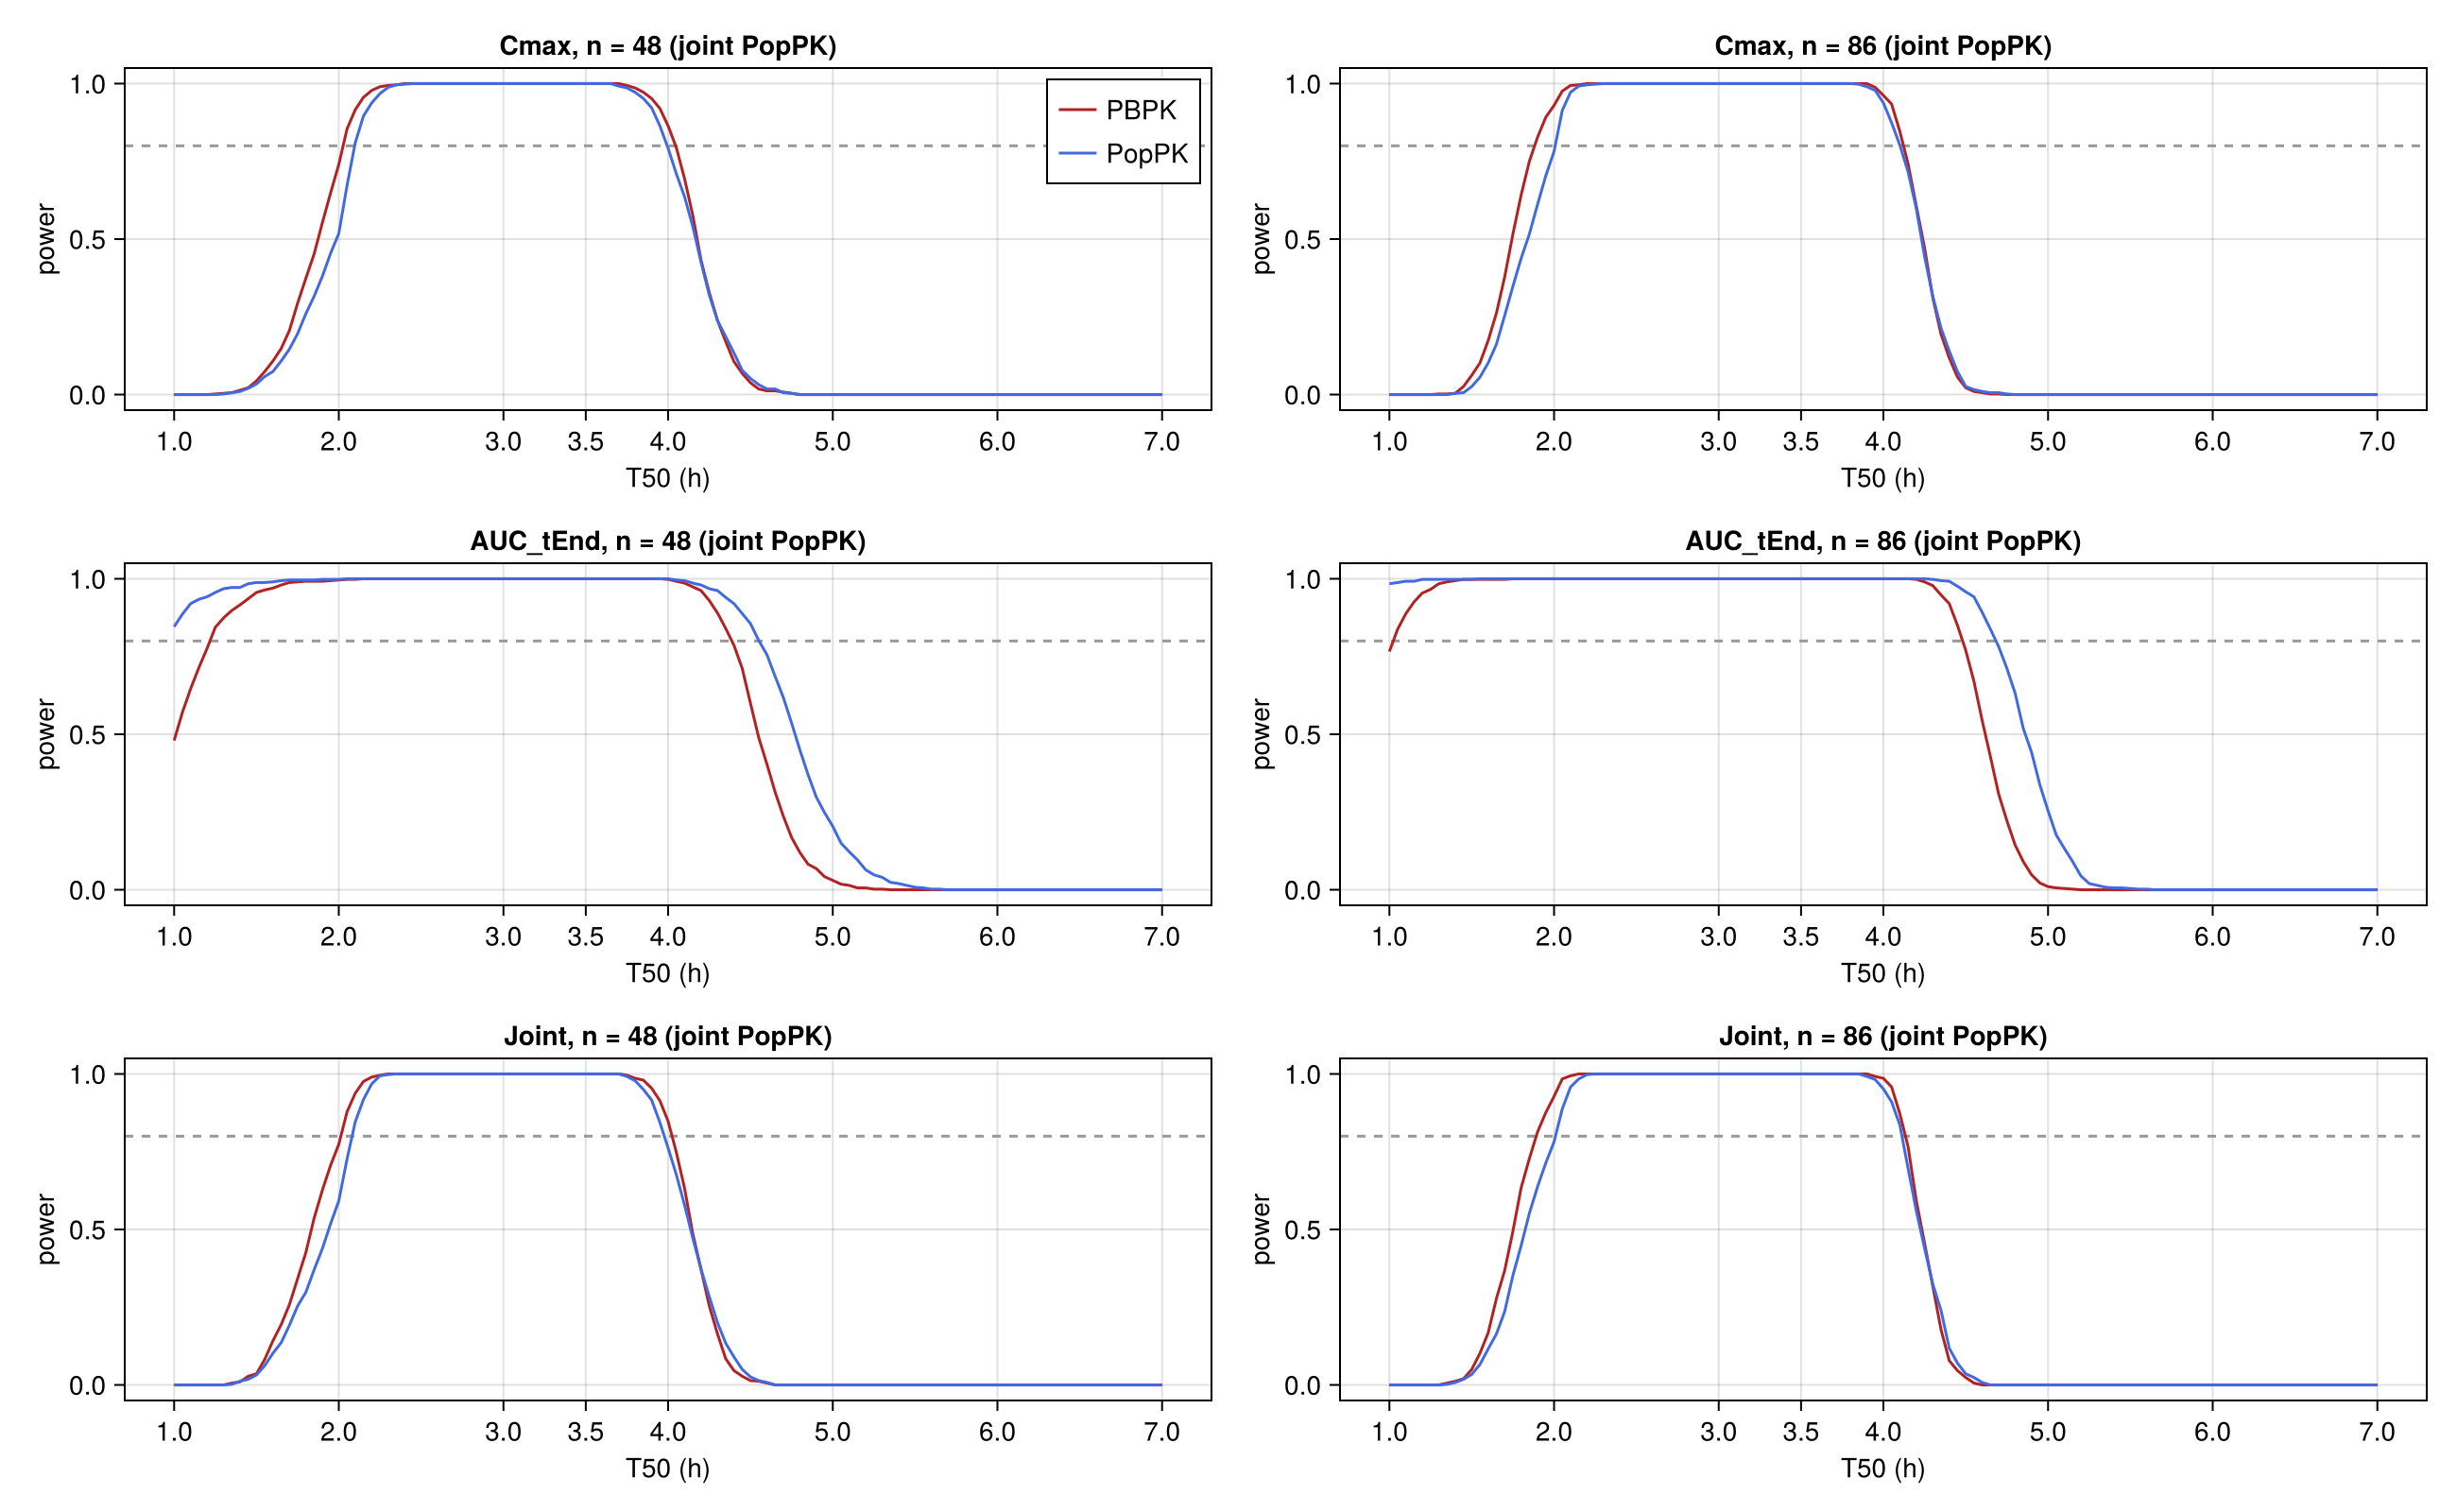 Cmax, n = 48 (joint PopPK)
power
1.0
0.5
0.0
PBPK
PopPK
1.0 2.0 3.0 3.5 4.0 5.0 6.0 7.0
T50 (h)
Cmax, n = 86 (joint PopPK)
power
1.0
0.5
0.0
1.0 2.0 3.0 3.5 4.0 5.0 6.0 7.0
T50 (h)
AUC_tEnd, n = 48 (joint PopPK)
power
1.0
0.5
0.0
1.0 2.0 3.0 3.5 4.0 5.0 6.0 7.0
T50 (h)
AUC_tEnd, n = 86 (joint PopPK)
power
1.0
0.5
0.0
1.0 2.0 3.0 3.5 4.0 5.0 6.0 7.0
T50 (h)
Joint, n = 48 (joint PopPK)
power
1.0
0.5
0.0
1.0 2.0 3.0 3.5 4.0 5.0 6.0 7.0
T50 (h)
Joint, n = 86 (joint PopPK)
power
1.0
0.5
0.0
1.0 2.0 3.0 3.5 4.0 5.0 6.0 7.0
T50 (h)